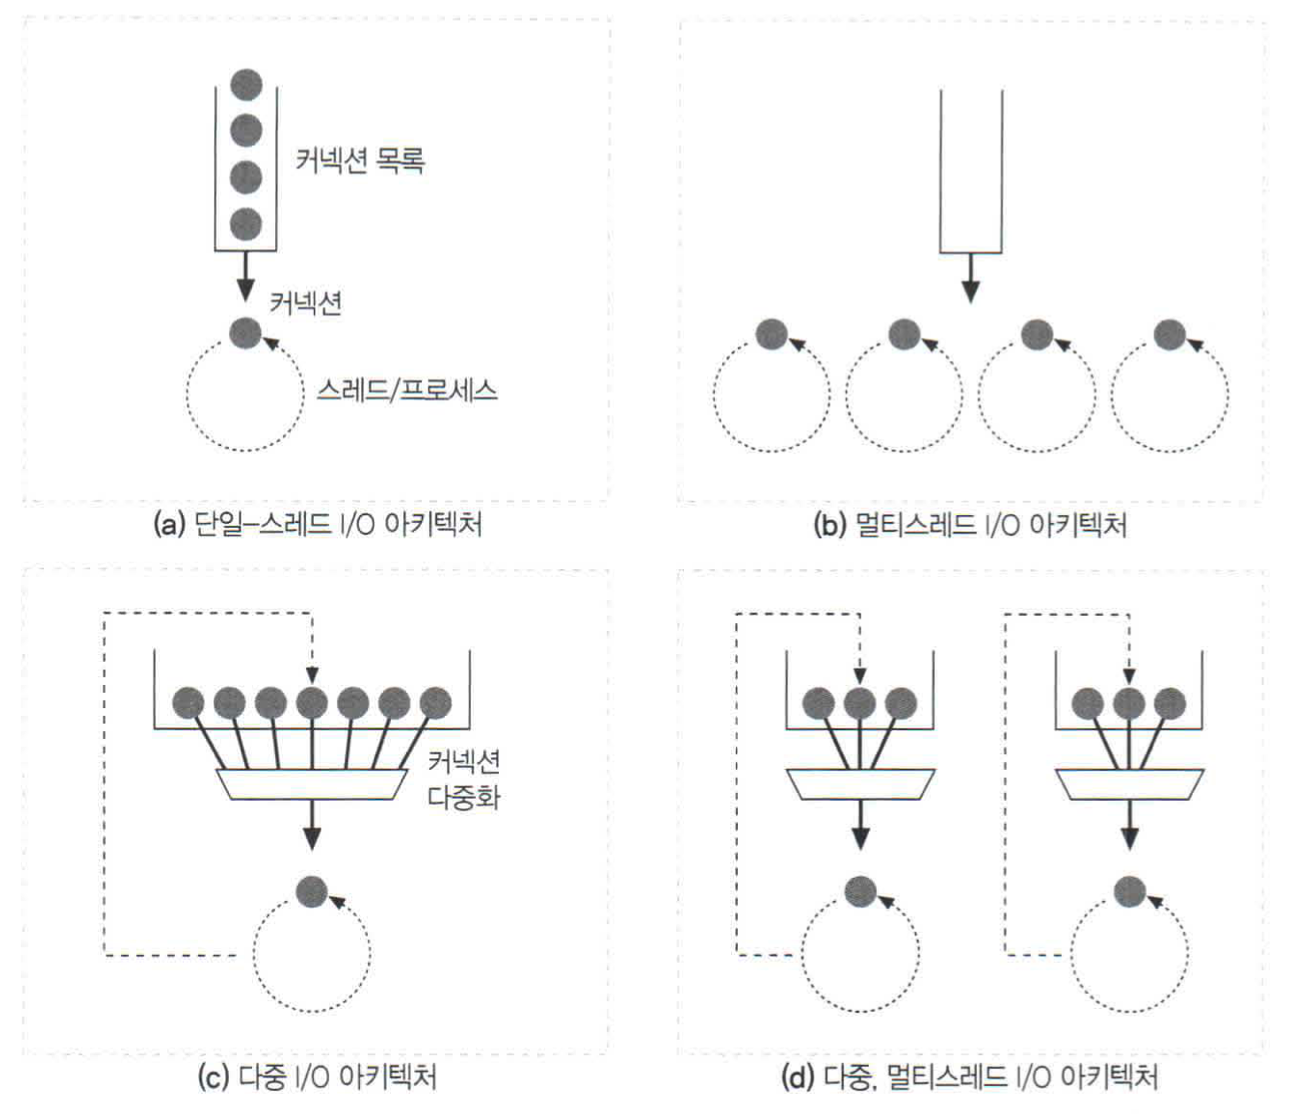 커넥션 목록
커넥션
스레드/프로세스
(a) 단일-스레드 I/O 아키텍처
(b) 멀티스레드 I/O 아키텍처
커넥션
다중화
(c) 다중 I/O 아키텍처
(d) 다중, 멀티스레드 I/O 아키텍처